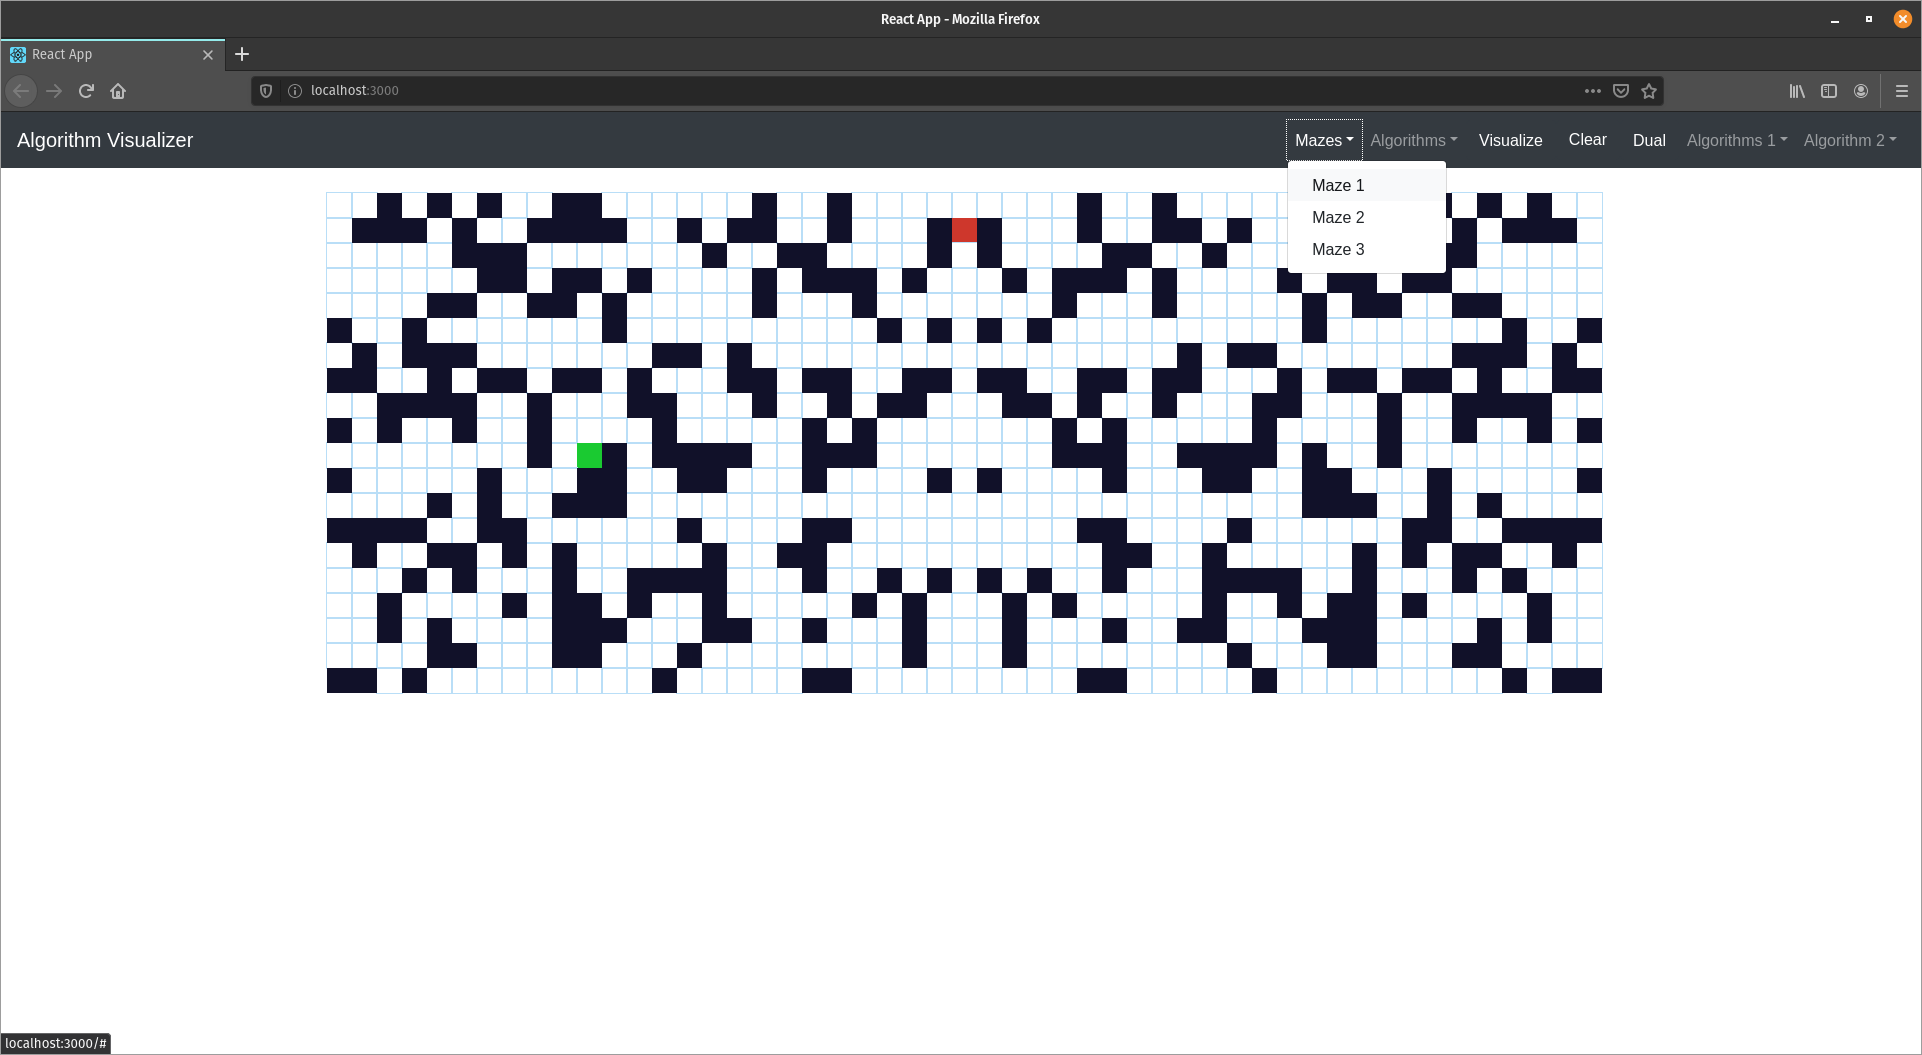 React App - Mozilla Firefox
React App
localhost:3000
Algorithm Visualizer
Mazes Algorithms Visualize Clear Dual Algorithms 1 Algorithm 2
Maze 1
Maze 2
Maze 3
localhost:3000/#